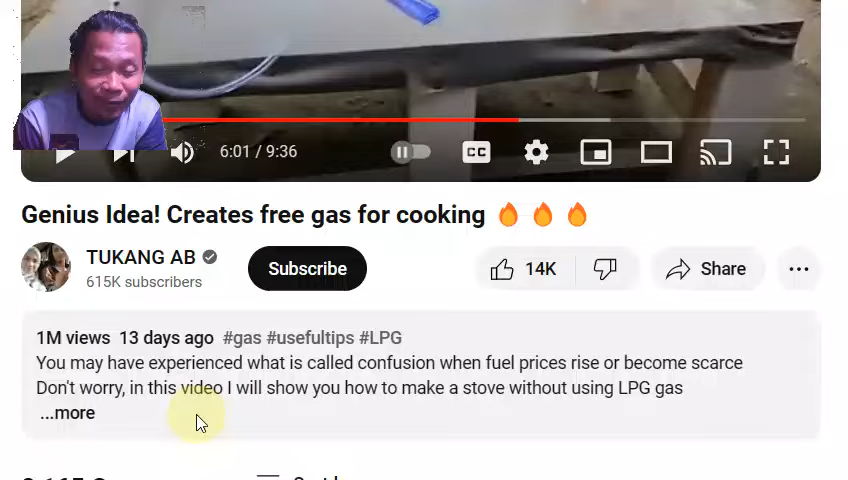 6:01 / 9:36
CC
Genius Idea! Creates free gas for cooking 🔥 🔥 🔥
TUKANG AB
615K subscribers
Subscribe
14K
Share
1M views 13 days ago #gas #usefultips #LPG
You may have experienced what is called confusion when fuel prices rise or become scarce
Don't worry, in this video I will show you how to make a stove without using LPG gas
...more